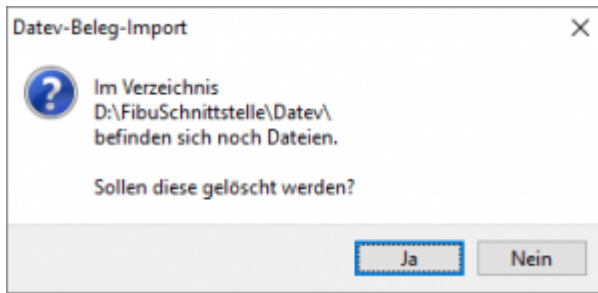 Datev-Beleg-Import
Im Verzeichnis
D:\FibuSchnittstelle\Datev\
befinden sich noch Dateien.
Sollen diese gelöscht werden?
Ja
Nein